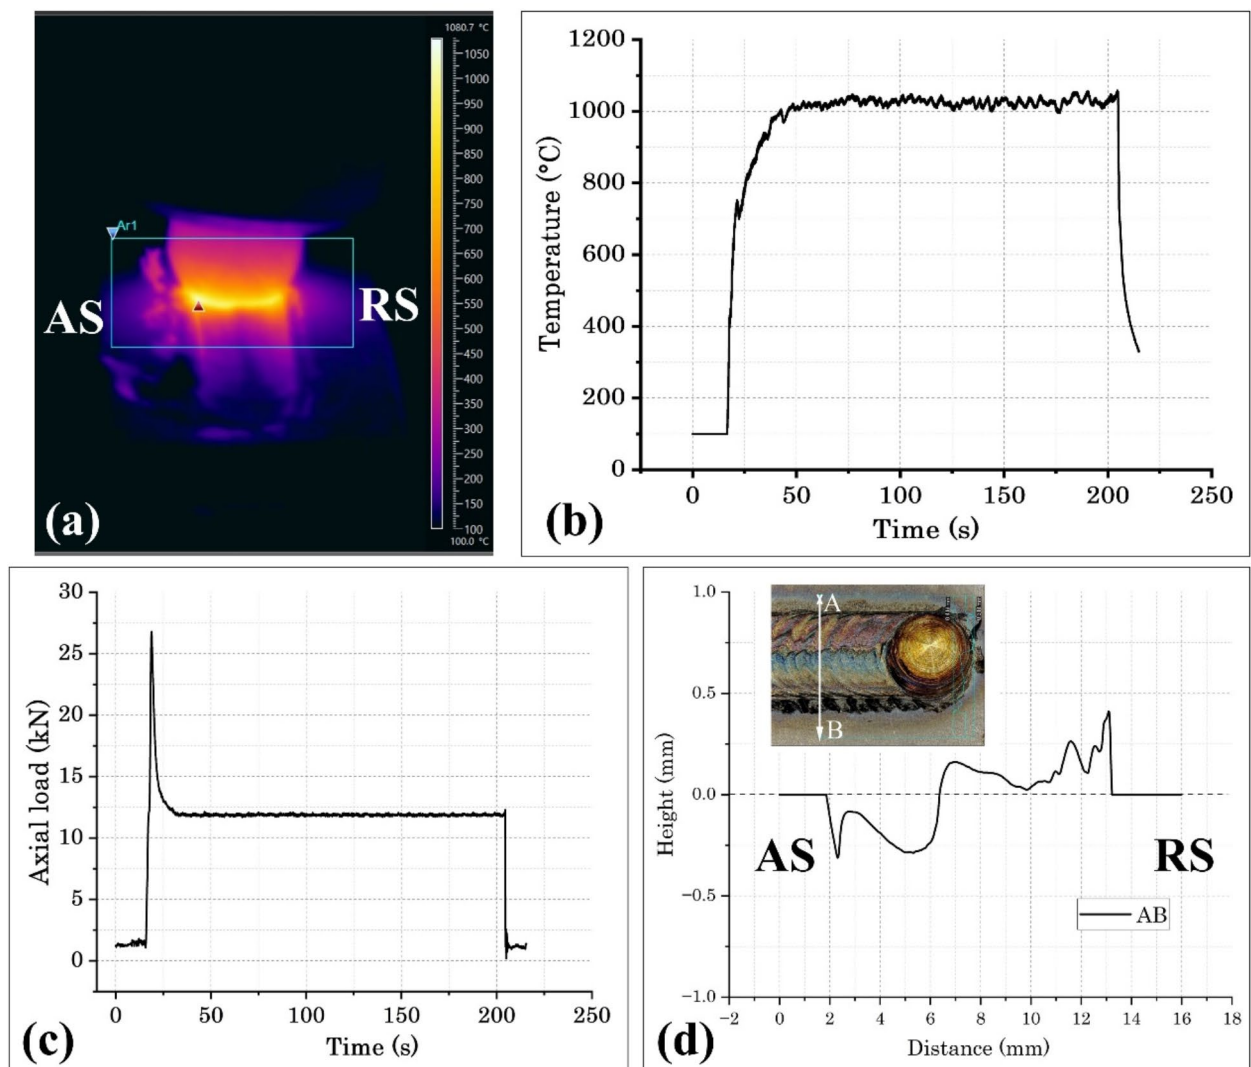 1080.7 °C
1050
1000
950
900
850
800
750
700
650
600
550
500
450
400
350
300
250
200
150
100
100.0 °C
Ar1
AS
RS
(a)
1200
1000
800
600
400
200
0
Temperature (°C)
0 50 100 150 200 250
Time (s)
(b)
30
25
20
15
10
5
0
Axial load (kN)
0 50 100 150 200 250
Time (s)
(c)
1.0
0.5
0.0
−0.5
−1.0
Height (mm)
A
B
AS
RS
AB
−2 0 2 4 6 8 10 12 14 16 18
Distance (mm)
(d)